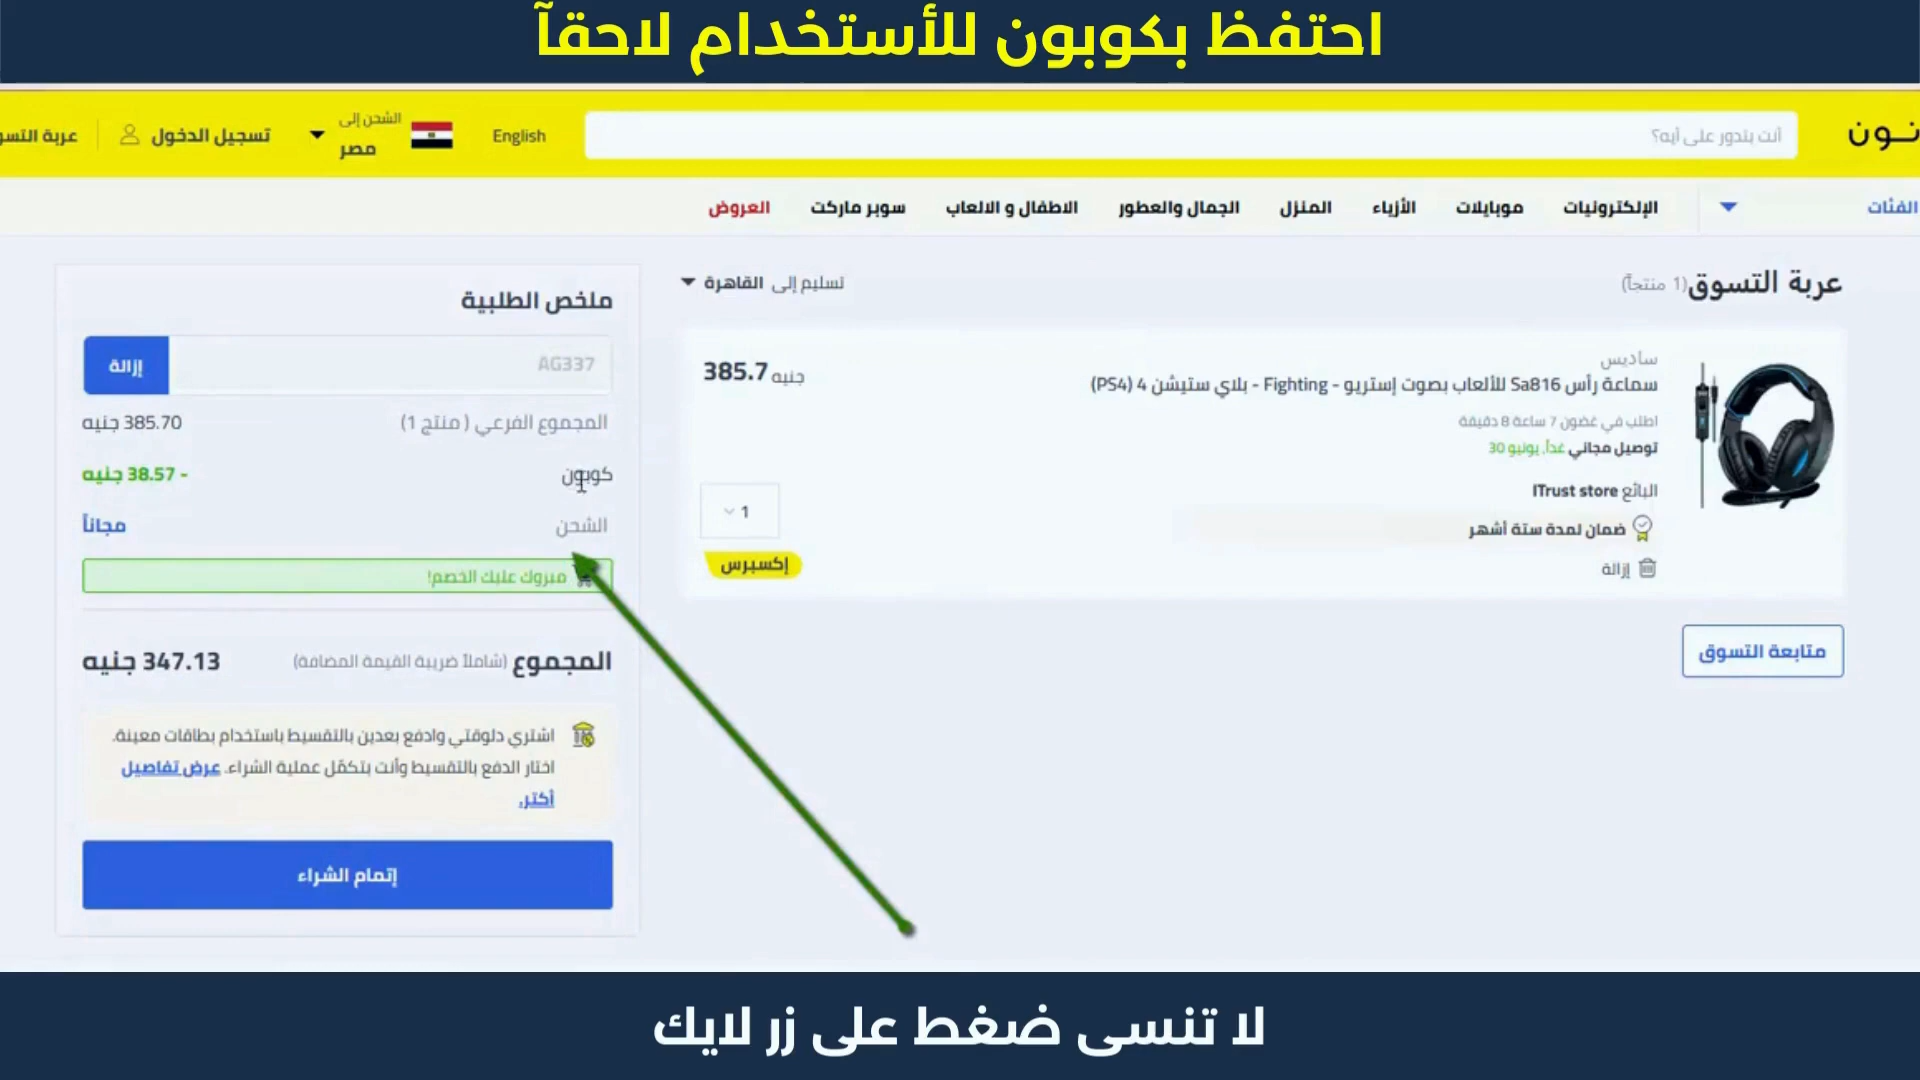 احتفظ بكوبون للأستخدام لاحقآ
نون
أنت بتدور على أيه؟
English
الشحن إلى
مصر
تسجيل الدخول
عربة التسو
الفئات
الإلكترونيات
موبايلات
الأزياء
المنزل
الجمال والعطور
الاطفال و الالعاب
سوبر ماركت
العروض
عربة التسوق (1 منتجاً)
تسليم إلى القاهرة
ساديس
سماعة رأس Sa816 للألعاب بصوت إستريو - Fighting - بلاي ستيشن 4 (PS4)
اطلب في غضون 7 ساعة 8 دقيقة
توصيل مجاني غداً, يونيو 30
البائع ITrust store
ضمان لمدة ستة أشهر
إزالة
جنيه 385.7
1
إكسبرس
متابعة التسوق
ملخص الطلبية
AG337
إزالة
المجموع الفرعي ( منتج 1)
385.70 جنيه
كوبون
- 38.57 جنيه
الشحن
مجاناً
مبروك عليك الخصم!
المجموع (شاملاً ضريبة القيمة المضافة)
347.13 جنيه
اشتري دلوقتي وادفع بعدين بالتقسيط باستخدام بطاقات معينة.
اختار الدفع بالتقسيط وأنت بتكمّل عملية الشراء. عرض تفاصيل
أكتر.
إتمام الشراء
لا تنسى ضغط على زر لايك